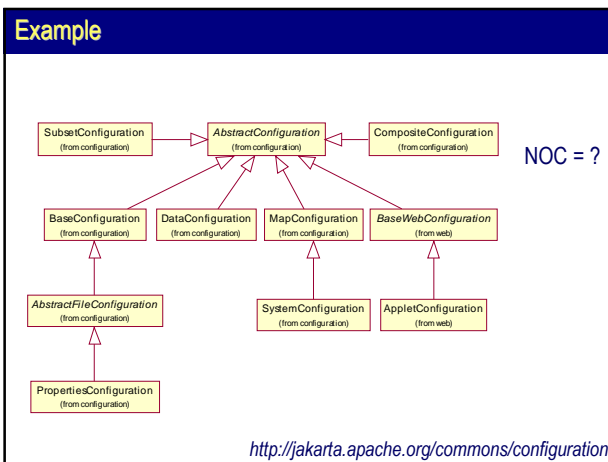 Example
SubsetConfiguration
(from configuration)
AbstractConfiguration
(from configuration)
CompositeConfiguration
(from configuration)
NOC = ?
BaseConfiguration
(from configuration)
DataConfiguration
(from configuration)
MapConfiguration
(from configuration)
BaseWebConfiguration
(from web)
AbstractFileConfiguration
(from configuration)
SystemConfiguration
(from configuration)
AppletConfiguration
(from web)
PropertiesConfiguration
(from configuration)
http://jakarta.apache.org/commons/configuration